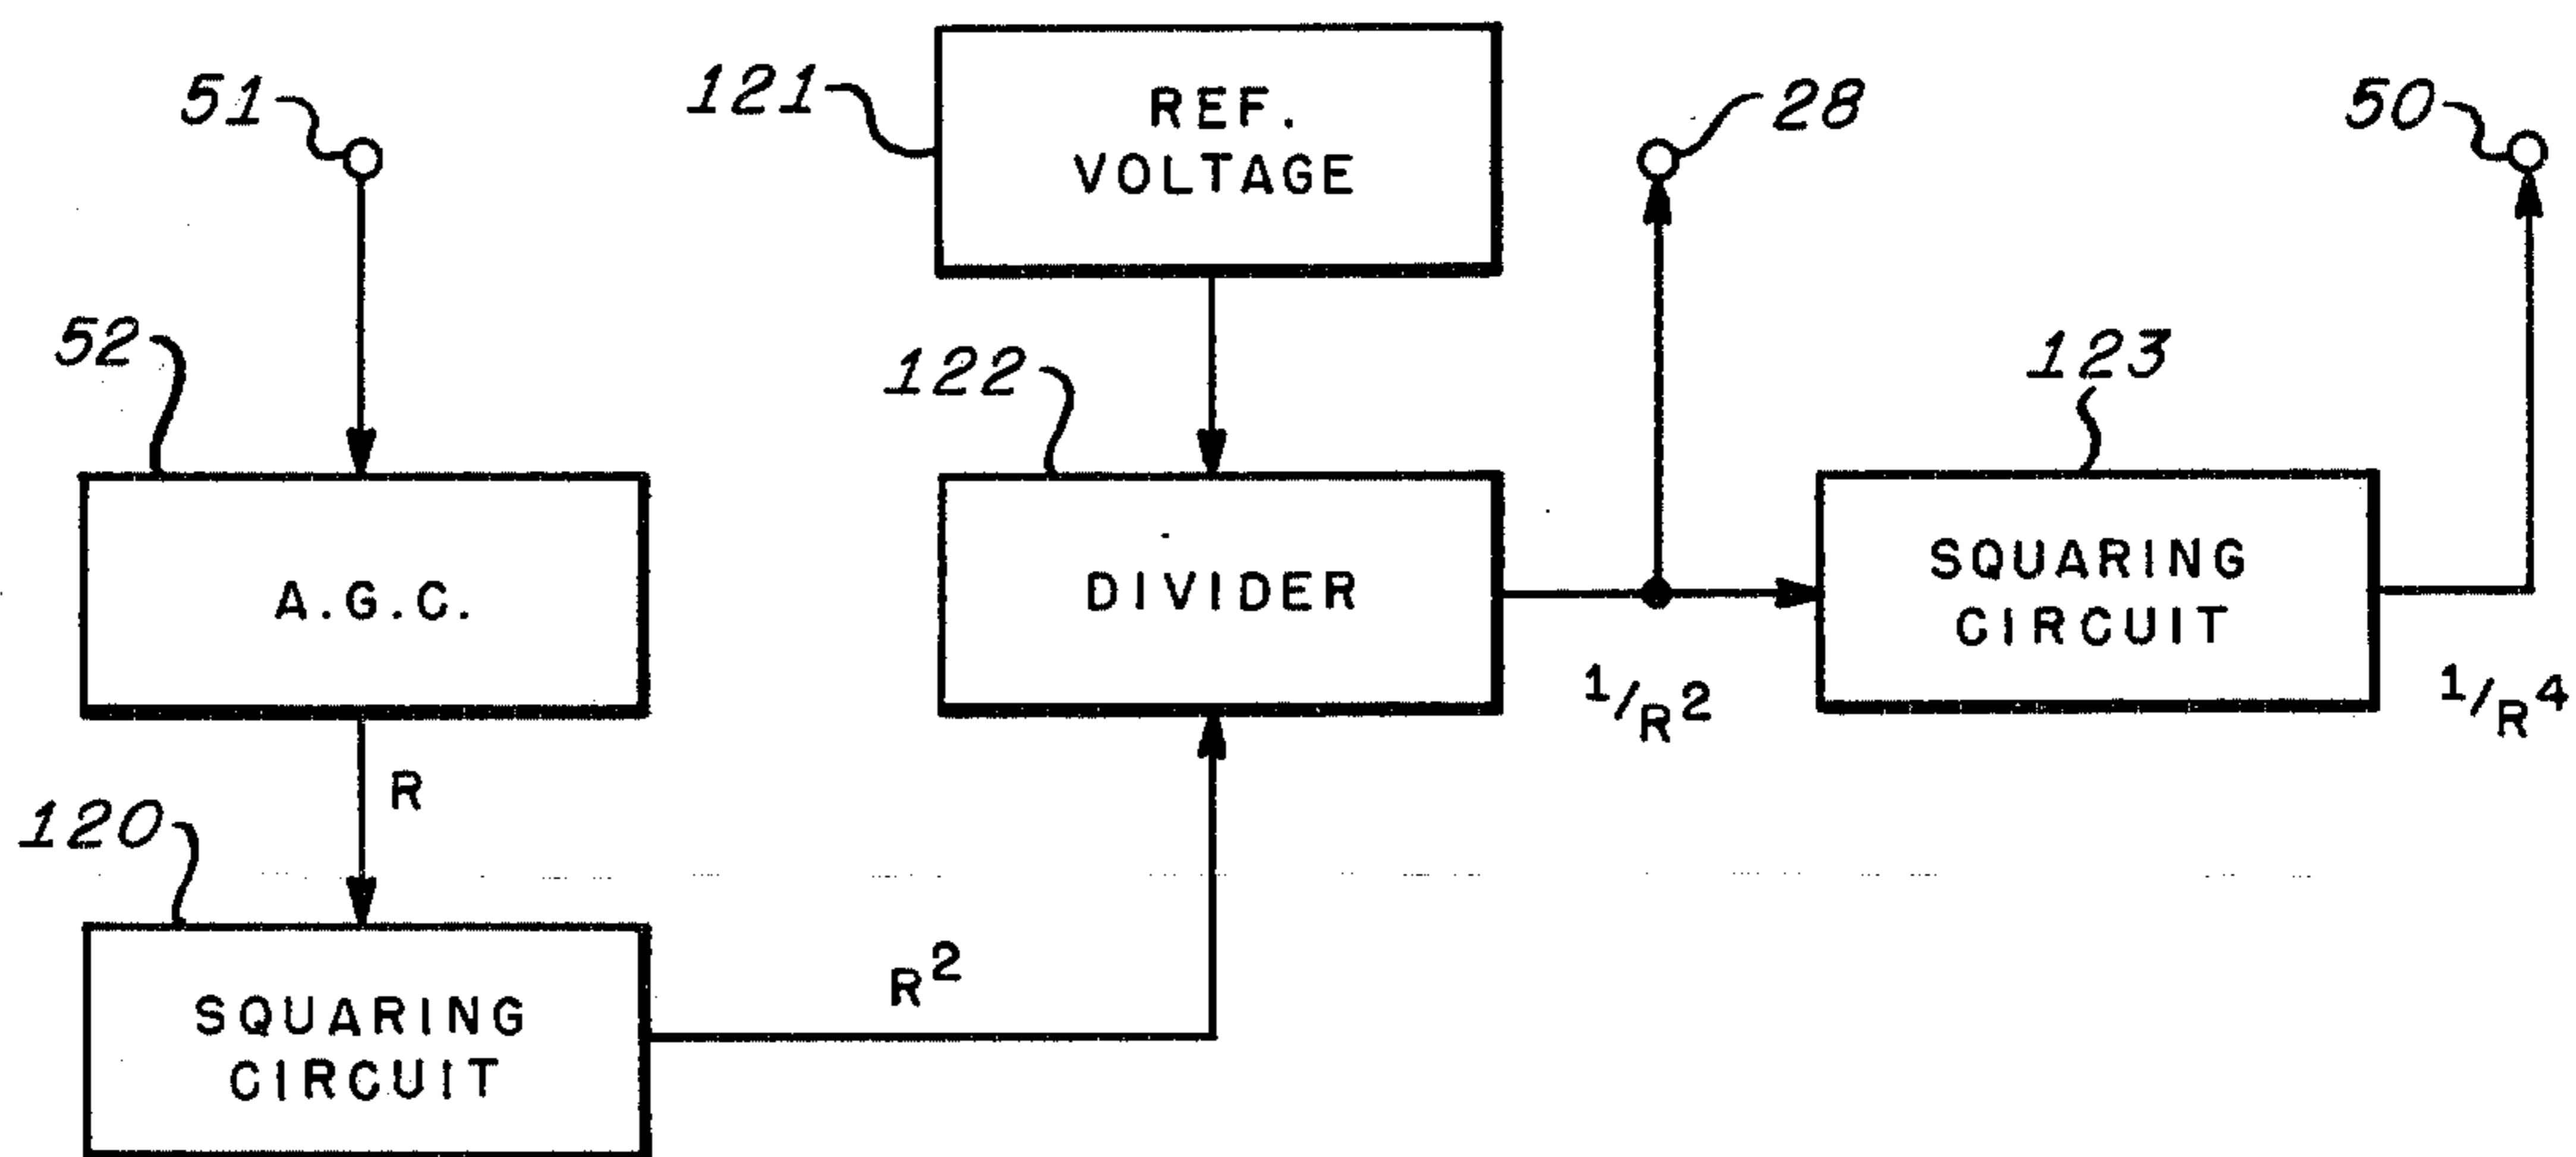 51
121
REF.
VOLTAGE
28
50
52
122
123
A.G.C.
DIVIDER
SQUARING
CIRCUIT
1/R²
1/R⁴
R
120
SQUARING
CIRCUIT
R²